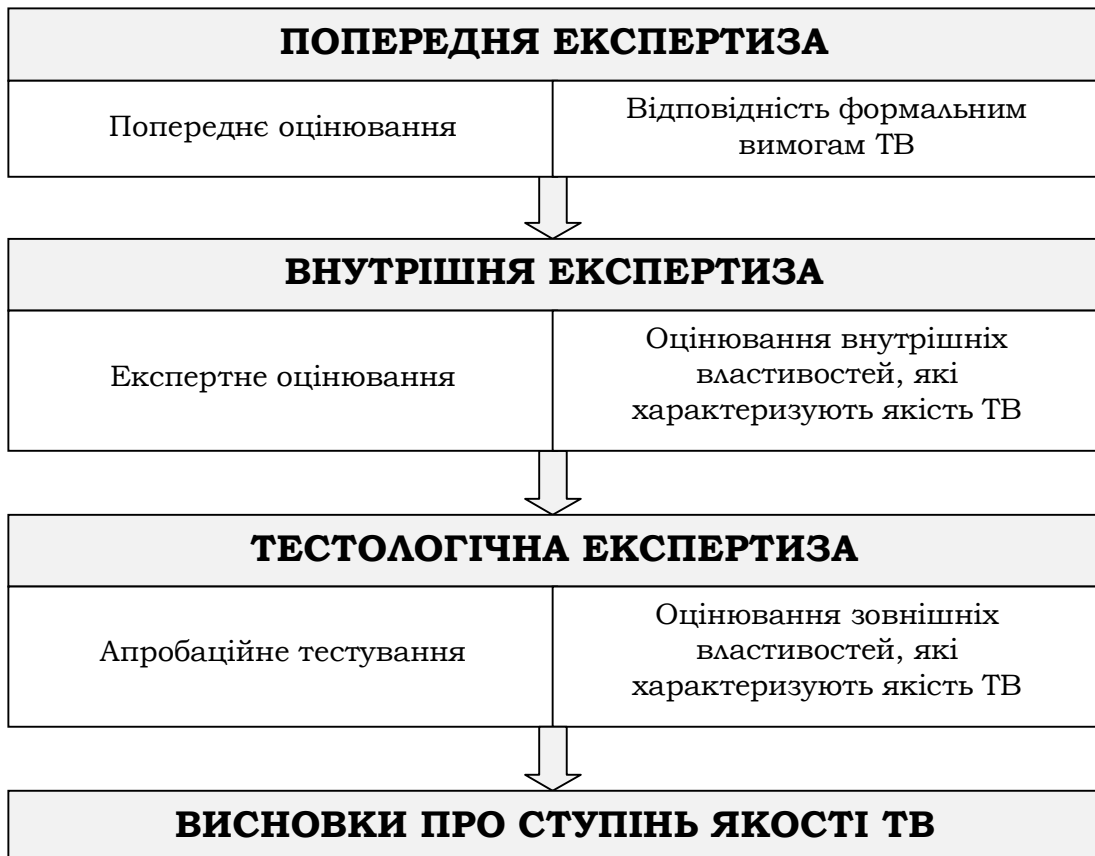 ПОПЕРЕДНЯ ЕКСПЕРТИЗА
Попереднє оцінювання
Відповідність формальним
вимогам ТВ
ВНУТРІШНЯ ЕКСПЕРТИЗА
Експертне оцінювання
Оцінювання внутрішніх
властивостей, які
характеризують якість ТВ
ТЕСТОЛОГІЧНА ЕКСПЕРТИЗА
Апробаційне тестування
Оцінювання зовнішніх
властивостей, які
характеризують якість ТВ
ВИСНОВКИ ПРО СТУПІНЬ ЯКОСТІ ТВ